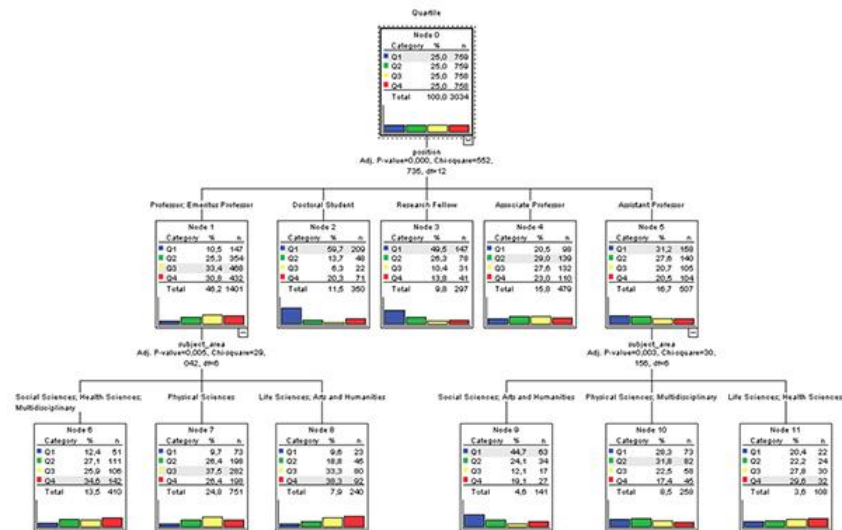 Quartile
Node 0
Category % n
Q1 25,0 759
Q2 25,0 759
Q3 25,0 758
Q4 25,0 758
Total 100,0 3034
position
Adj. P-value=0,000, Chi-square=552,
735, df=12
Professor; Emeritus Professor
Doctoral Student
Research Fellow
Associate Professor
Assistant Professor
Node 1
Category % n
Q1 10,5 147
Q2 25,3 354
Q3 33,4 468
Q4 30,8 432
Total 46,2 1401
Node 2
Category % n
Q1 59,7 209
Q2 13,7 48
Q3 6,3 22
Q4 20,3 71
Total 11,5 350
Node 3
Category % n
Q1 49,5 147
Q2 26,3 78
Q3 10,4 31
Q4 13,8 41
Total 9,8 297
Node 4
Category % n
Q1 20,5 98
Q2 29,0 139
Q3 27,6 132
Q4 23,0 110
Total 15,8 479
Node 5
Category % n
Q1 31,2 158
Q2 27,6 140
Q3 20,7 105
Q4 20,5 104
Total 16,7 507
subject_area
Adj. P-value=0,005, Chi-square=29,
042, df=6
subject_area
Adj. P-value=0,003, Chi-square=30,
156, df=6
Social Sciences; Health Sciences;
Multidisciplinary
Physical Sciences
Life Sciences; Arts and Humanities
Social Sciences; Arts and Humanities
Physical Sciences; Multidisciplinary
Life Sciences; Health Sciences
Node 6
Category % n
Q1 12,4 51
Q2 27,1 111
Q3 25,9 106
Q4 34,6 142
Total 13,5 410
Node 7
Category % n
Q1 9,7 73
Q2 26,4 198
Q3 37,5 282
Q4 26,4 198
Total 24,8 751
Node 8
Category % n
Q1 9,6 23
Q2 18,8 45
Q3 33,3 80
Q4 38,3 92
Total 7,9 240
Node 9
Category % n
Q1 44,7 63
Q2 24,1 34
Q3 12,1 17
Q4 19,1 27
Total 4,6 141
Node 10
Category % n
Q1 28,3 73
Q2 31,8 82
Q3 22,5 58
Q4 17,4 45
Total 8,5 258
Node 11
Category % n
Q1 20,4 22
Q2 22,2 24
Q3 27,8 30
Q4 29,6 32
Total 3,6 108